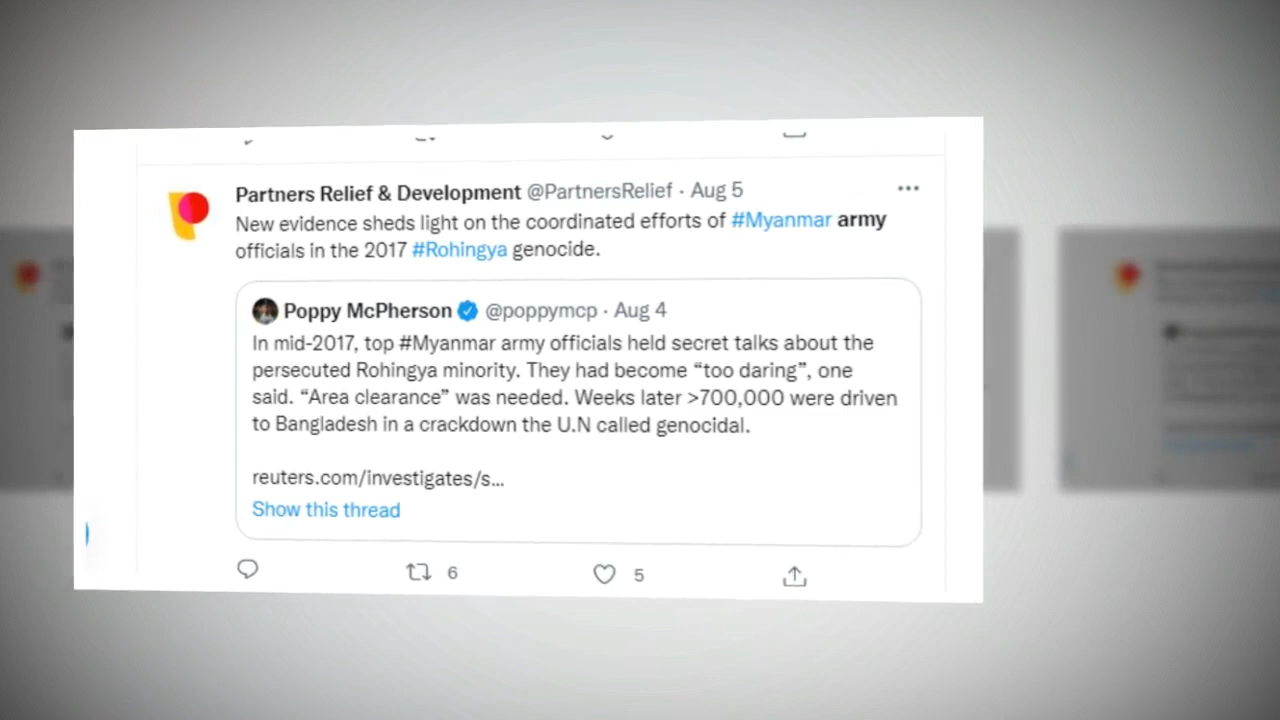 Partners Relief & Development @PartnersRelief · Aug 5
New evidence sheds light on the coordinated efforts of #Myanmar army
officials in the 2017 #Rohingya genocide.
Poppy McPherson @poppymcp · Aug 4
In mid-2017, top #Myanmar army officials held secret talks about the
persecuted Rohingya minority. They had become “too daring”, one
said. “Area clearance” was needed. Weeks later >700,000 were driven
to Bangladesh in a crackdown the U.N called genocidal.
reuters.com/investigates/s...
Show this thread
6
5